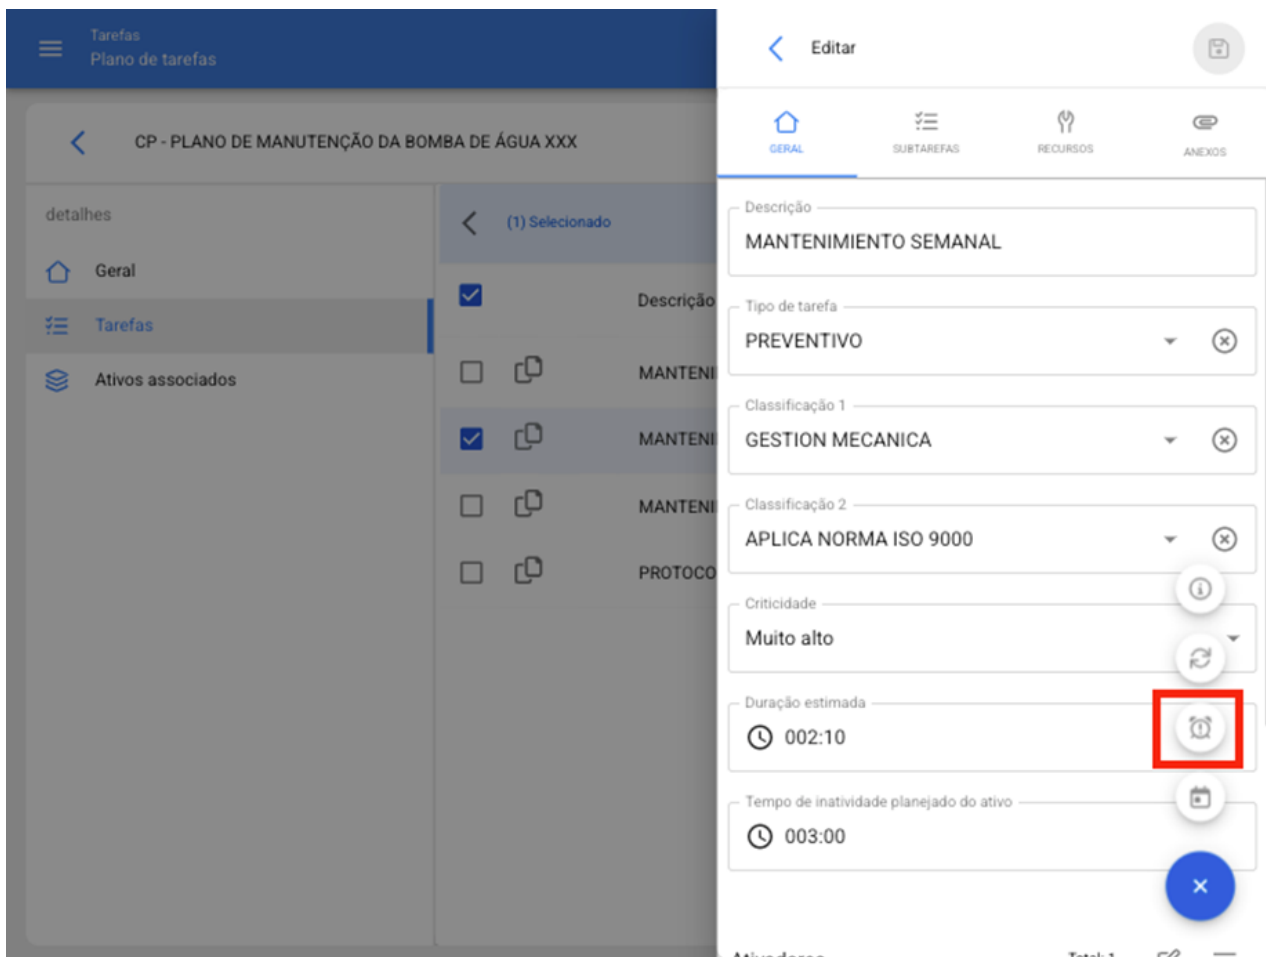 Tarefas
Plano de tarefas
CP - PLANO DE MANUTENÇÃO DA BOMBA DE ÁGUA XXX
detalhes
Geral
Tarefas
Ativos associados
(1) Selecionado
Descrição
MANTENI
MANTENI
MANTENI
PROTOCO
Editar
GERAL
SUBTAREFAS
RECURSOS
ANEXOS
Descrição
MANTENIMIENTO SEMANAL
Tipo de tarefa
PREVENTIVO
Classificação 1
GESTION MECANICA
Classificação 2
APLICA NORMA ISO 9000
Criticidade
Muito alto
Duração estimada
002:10
Tempo de inatividade planejado do ativo
003:00
Ativadores
Total: 1